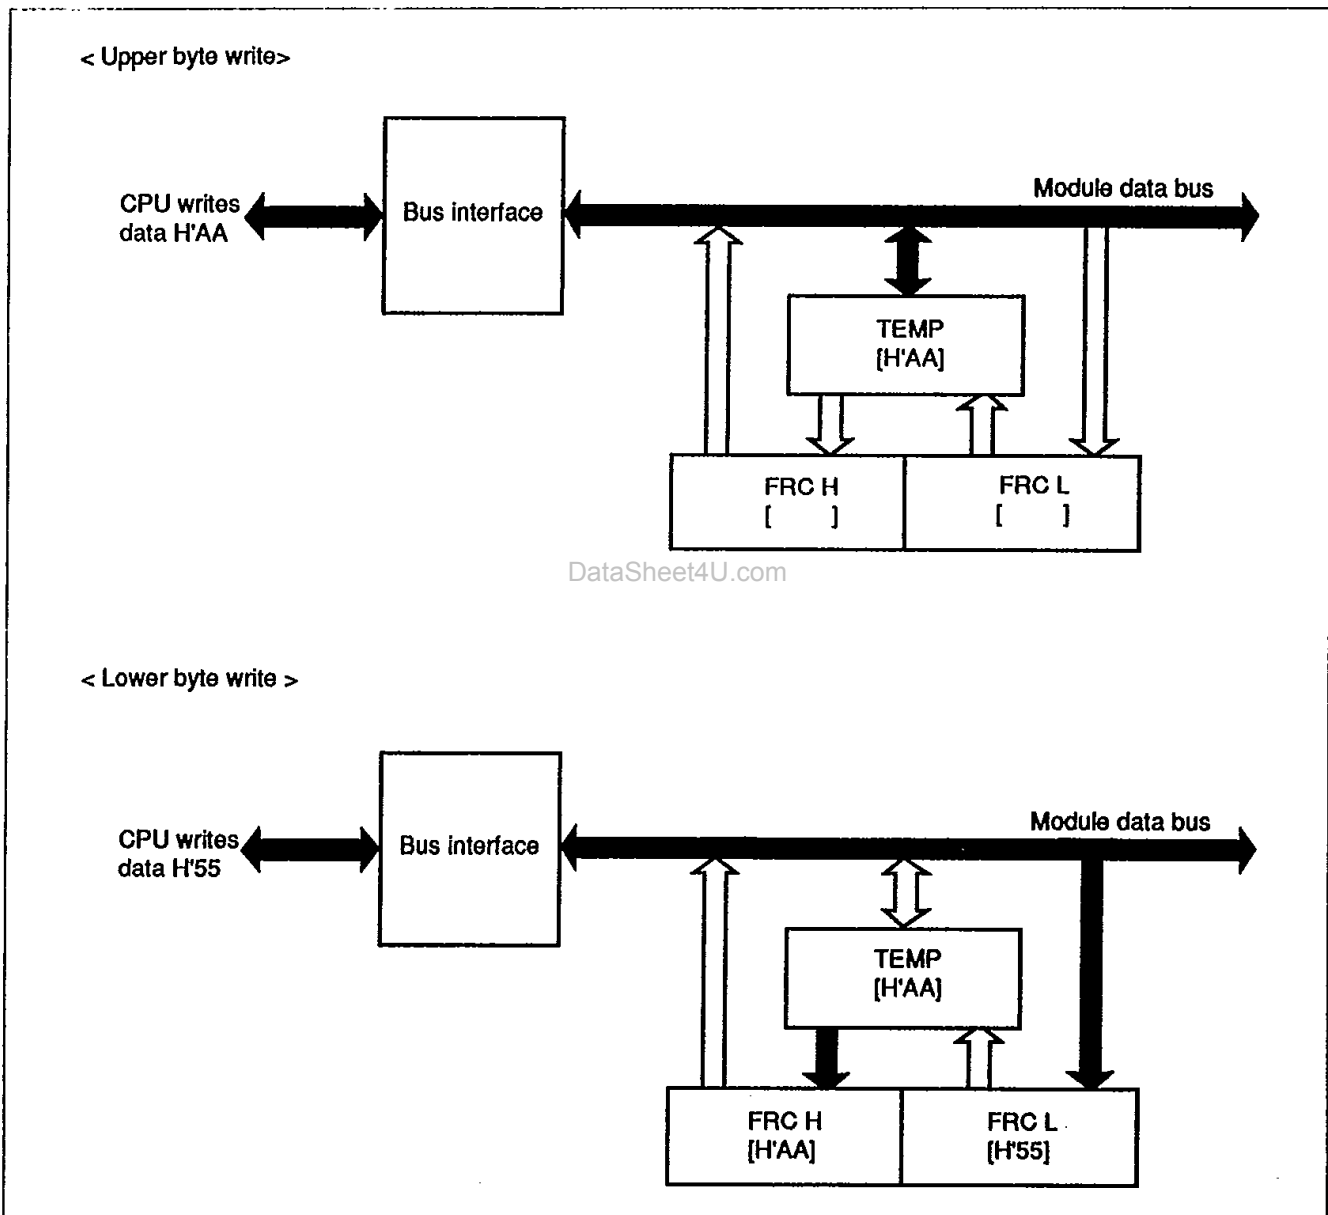 < Upper byte write>
CPU writes
data H'AA
Bus interface
Module data bus
TEMP
[H'AA]
FRC H
[ ]
FRC L
[ ]
DataSheet4U.com
< Lower byte write >
CPU writes
data H'55
Bus interface
Module data bus
TEMP
[H'AA]
FRC H
[H'AA]
FRC L
[H'55]